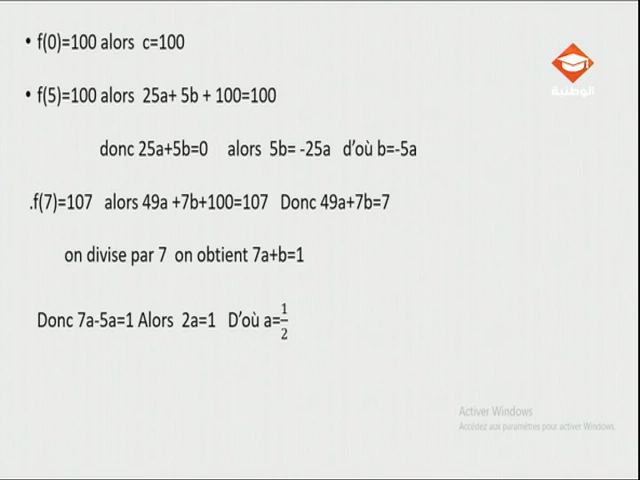 • f(0)=100 alors c=100
الوطنية
• f(5)=100 alors 25a+ 5b + 100=100
donc 25a+5b=0 alors 5b= -25a d'où b=-5a
.f(7)=107 alors 49a +7b+100=107 Donc 49a+7b=7
on divise par 7 on obtient 7a+b=1
Donc 7a-5a=1 Alors 2a=1 D'où a=1/2
Activer Windows
Accédez aux paramètres pour activer Windows.